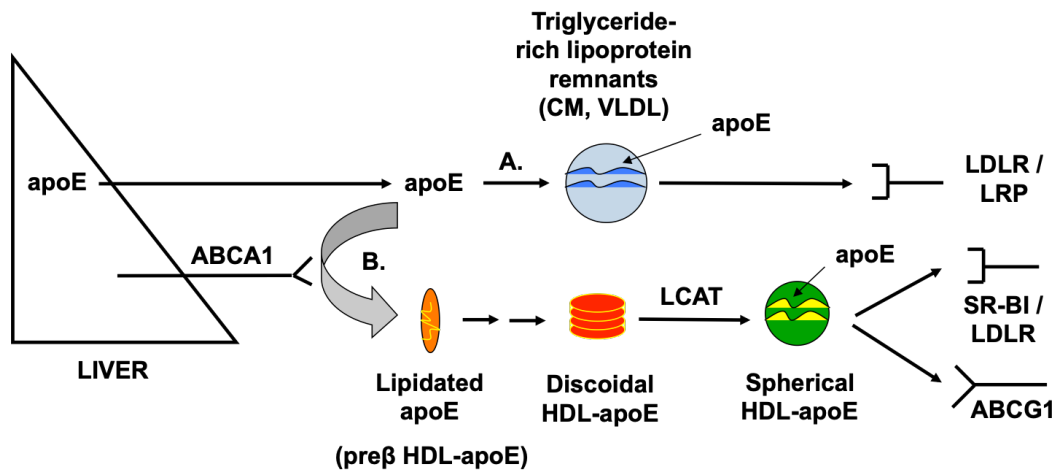 Triglyceride-
rich lipoprotein
remnants
(CM, VLDL)
apoE
apoE
apoE
A.
LDLR /
LRP
ABCA1
B.
LCAT
apoE
SR-BI /
LDLR
LIVER
Lipidated
apoE
(preβ HDL-apoE)
Discoidal
HDL-apoE
Spherical
HDL-apoE
ABCG1